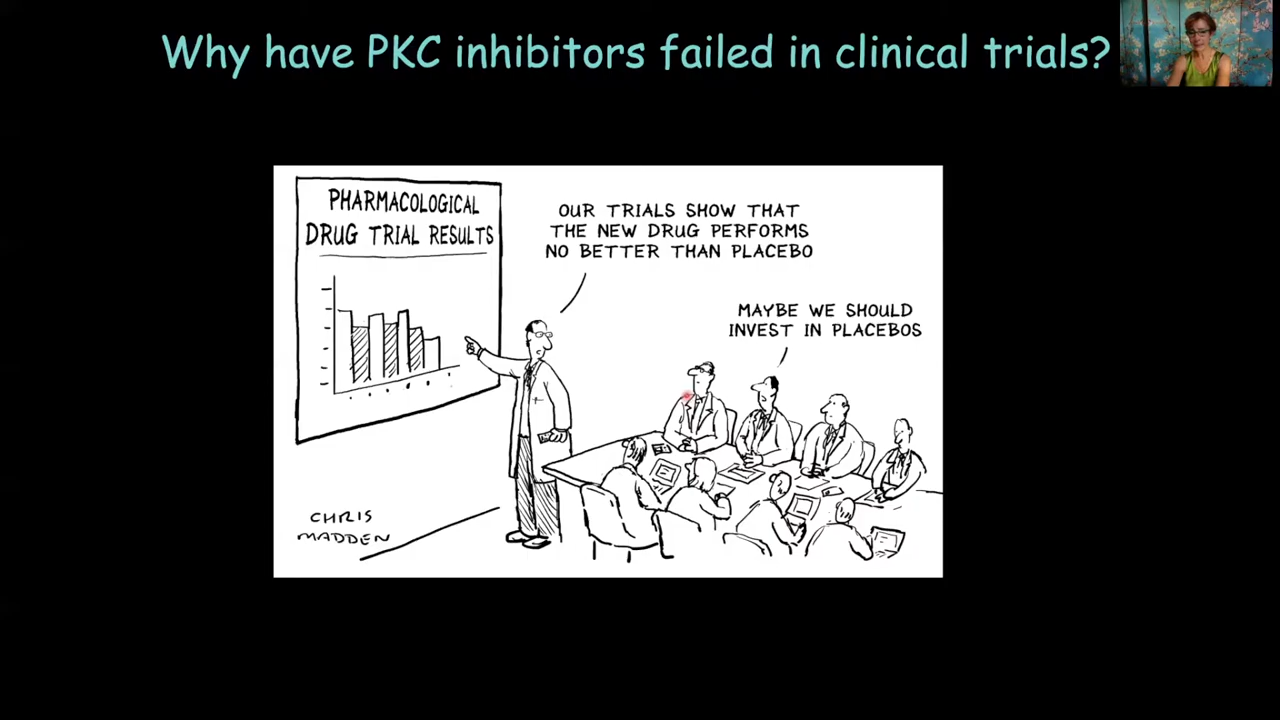 Why have PKC inhibitors failed in clinical trials?
PHARMACOLOGICAL
DRUG TRIAL RESULTS
OUR TRIALS SHOW THAT
THE NEW DRUG PERFORMS
NO BETTER THAN PLACEBO
MAYBE WE SHOULD
INVEST IN PLACEBOS
CHRIS
MADDEN